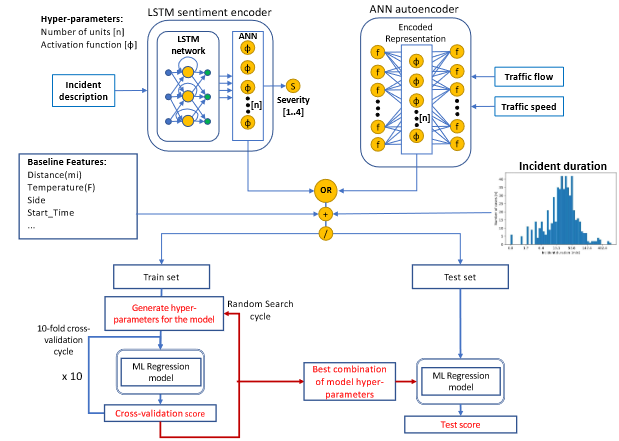 Hyper-parameters:
Number of units [n]
Activation function [ϕ]
LSTM sentiment encoder
LSTM
network
ANN
ϕ
ϕ
ϕ
ϕ
[n]
ϕ
S
Severity
[1..4]
Incident
description
ANN autoencoder
Encoded
Representation
f
f
f
f
f
f
ϕ
ϕ
ϕ
[n]
ϕ
f
f
f
f
f
f
Traffic flow
Traffic speed
Baseline Features:
Distance(mi)
Temperature(F)
Side
Start_Time
...
OR
+
/
Incident duration
Train set
Test set
Generate hyper-
parameters for the model
Random Search
cycle
10-fold cross-
validation
cycle
x 10
ML Regression
model
Cross-validation score
Best combination
of model hyper-
parameters
ML Regression
model
Test score